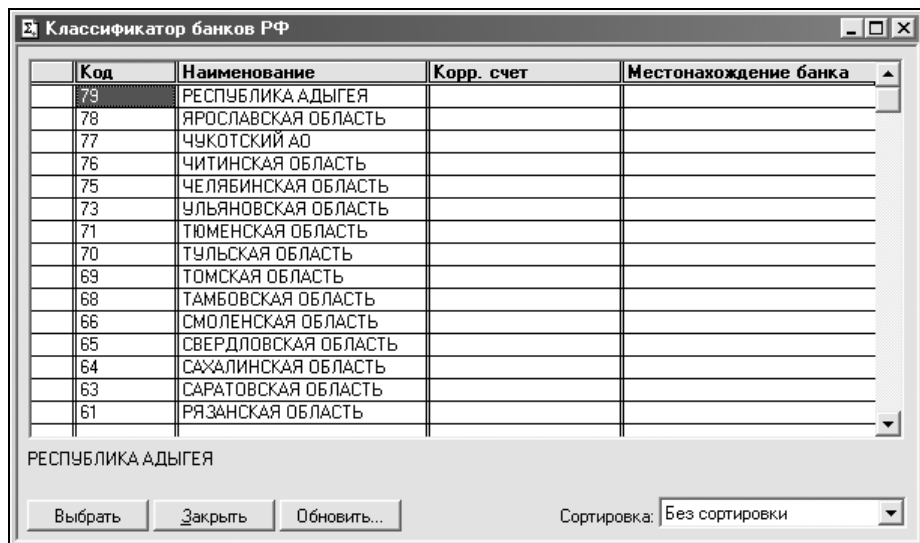 Классификатор банков РФ
Код Наименование Корр. счет Местонахождение банка
79 РЕСПУБЛИКА АДЫГЕЯ
78 ЯРОСЛАВСКАЯ ОБЛАСТЬ
77 ЧУКОТСКИЙ АО
76 ЧИТИНСКАЯ ОБЛАСТЬ
75 ЧЕЛЯБИНСКАЯ ОБЛАСТЬ
73 УЛЬЯНОВСКАЯ ОБЛАСТЬ
71 ТЮМЕНСКАЯ ОБЛАСТЬ
70 ТУЛЬСКАЯ ОБЛАСТЬ
69 ТОМСКАЯ ОБЛАСТЬ
68 ТАМБОВСКАЯ ОБЛАСТЬ
66 СМОЛЕНСКАЯ ОБЛАСТЬ
65 СВЕРДЛОВСКАЯ ОБЛАСТЬ
64 САХАЛИНСКАЯ ОБЛАСТЬ
63 САРАТОВСКАЯ ОБЛАСТЬ
61 РЯЗАНСКАЯ ОБЛАСТЬ
РЕСПУБЛИКА АДЫГЕЯ
Выбрать Закрыть Обновить... Сортировка: Без сортировки